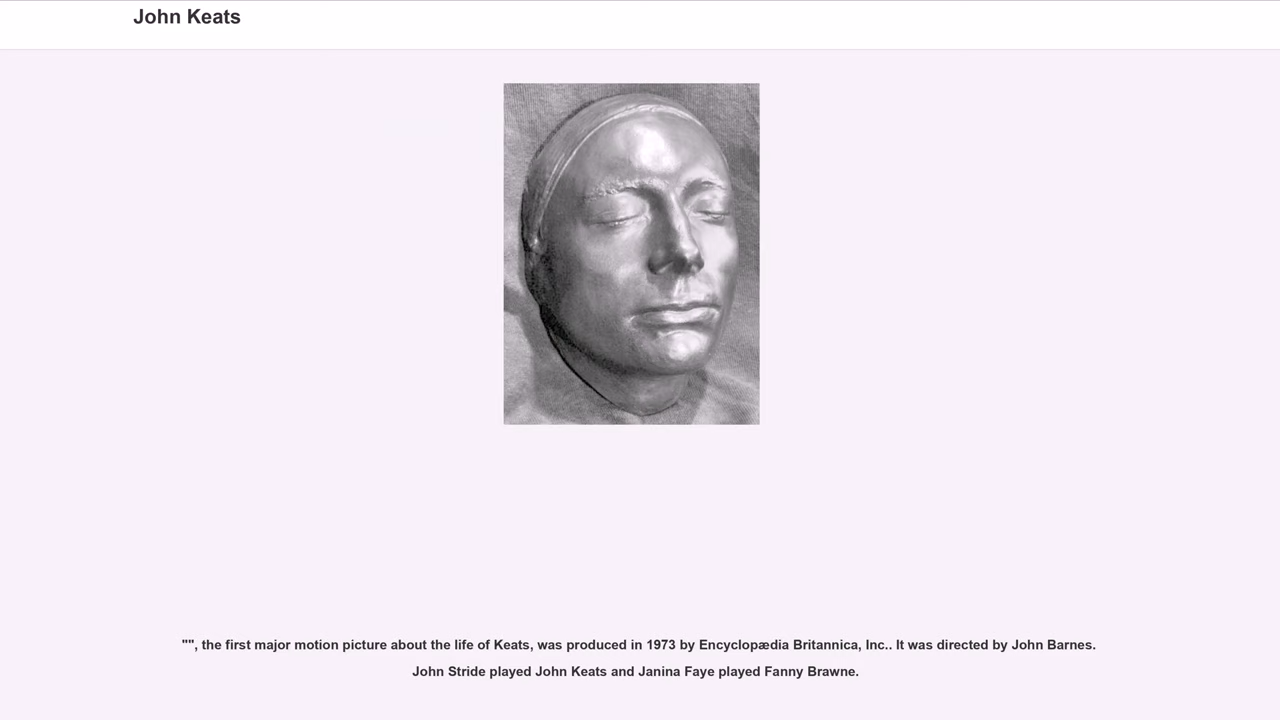 John Keats
"", the first major motion picture about the life of Keats, was produced in 1973 by Encyclopædia Britannica, Inc.. It was directed by John Barnes.
John Stride played John Keats and Janina Faye played Fanny Brawne.